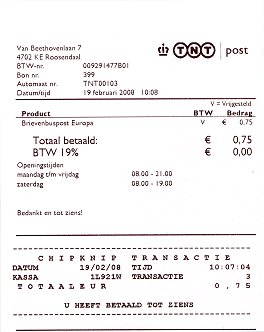 Van Beethovenlaan 7
4702 KE Roosendaal
BTW-nr. 009291477B01
Bon nr. 399
Automaat nr. TNT00103
Datum/tijd 19 februari 2008 10:08
TNT post
V = Vrijgesteld
Product BTW Bedrag
Brievenbuspost Europa V € 0,75
Totaal betaald: € 0,75
BTW 19% € 0,00
Openingstijden
maandag t/m vrijdag 08:00 - 21:00
zaterdag 08:00 - 19:00
Bedankt en tot ziens!
CHIPKNIP TRANSACTIE
DATUM 19/02/08 TIJD 10:07:04
KASSA 1L921W TRANSACTIE 3
TOTAALEUR 0,75
U HEEFT BETAALD TOT ZIENS